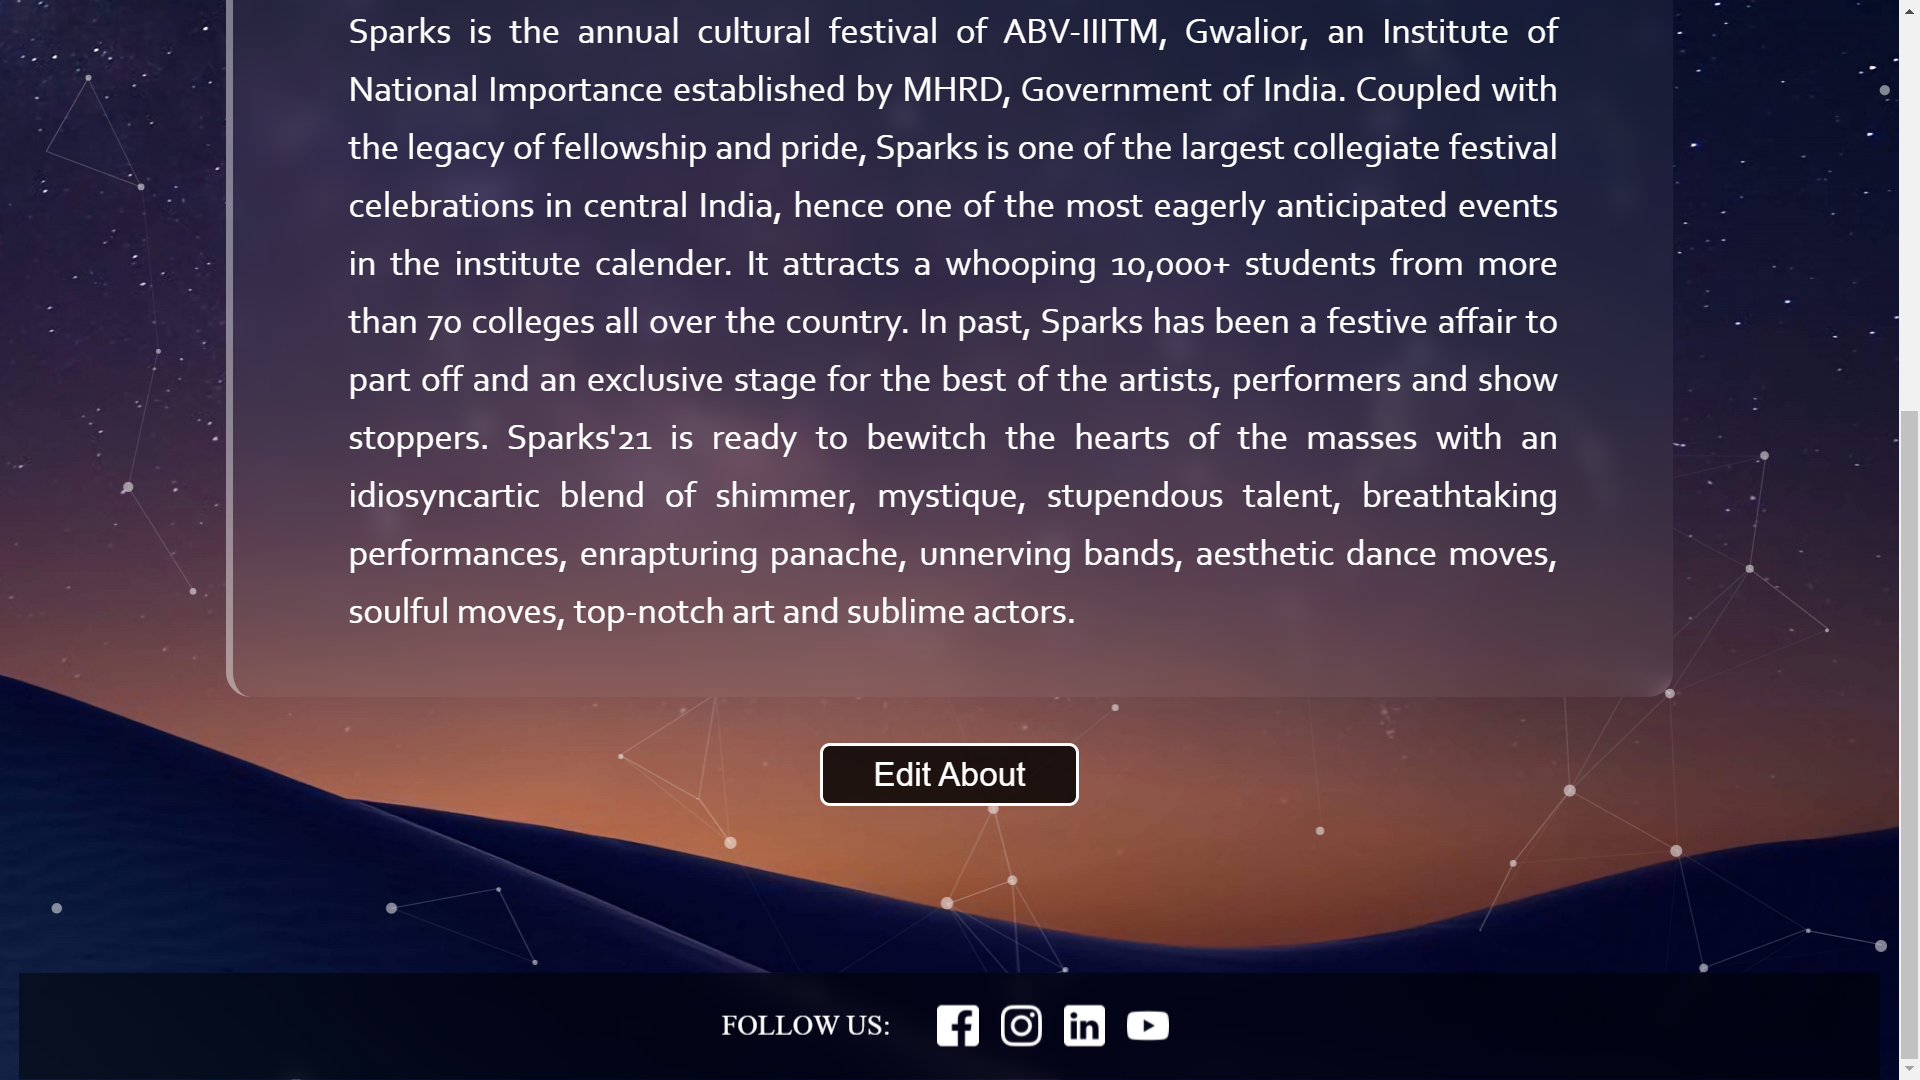 Sparks is the annual cultural festival of ABV-IIITM, Gwalior, an Institute of
National Importance established by MHRD, Government of India. Coupled with
the legacy of fellowship and pride, Sparks is one of the largest collegiate festival
celebrations in central India, hence one of the most eagerly anticipated events
in the institute calender. It attracts a whooping 10,000+ students from more
than 70 colleges all over the country. In past, Sparks has been a festive affair to
part off and an exclusive stage for the best of the artists, performers and show
stoppers. Sparks'21 is ready to bewitch the hearts of the masses with an
idiosyncartic blend of shimmer, mystique, stupendous talent, breathtaking
performances, enrapturing panache, unnerving bands, aesthetic dance moves,
soulful moves, top-notch art and sublime actors.
Edit About
FOLLOW US: